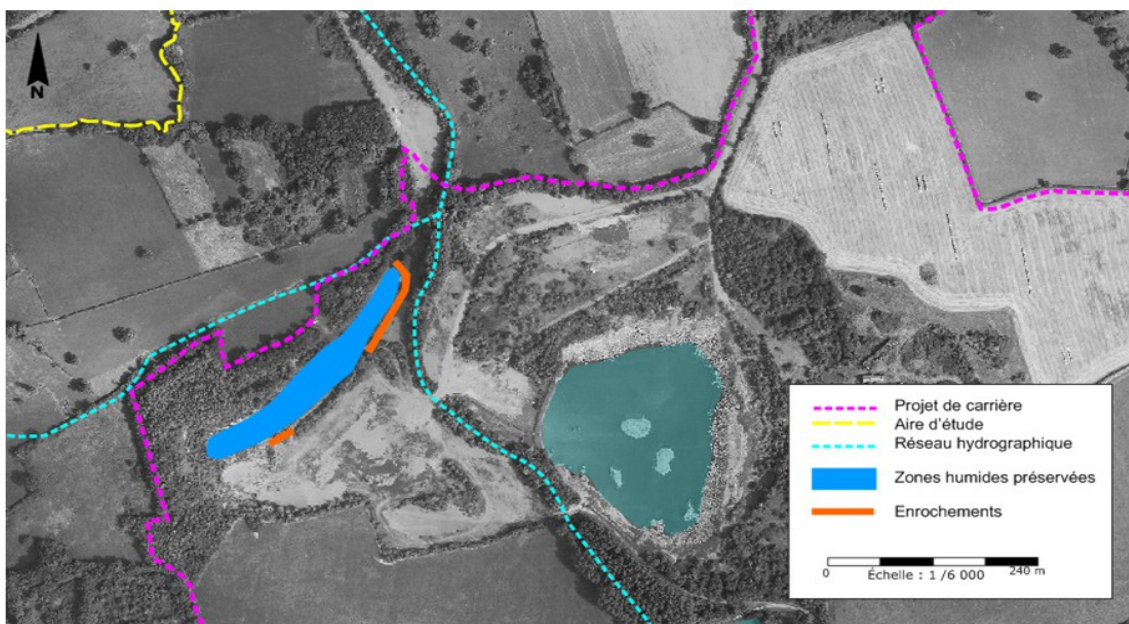 N
Projet de carrière
Aire d'étude
Réseau hydrographique
Zones humides préservées
Enrochements
0 Échelle : 1 /6 000 240 m